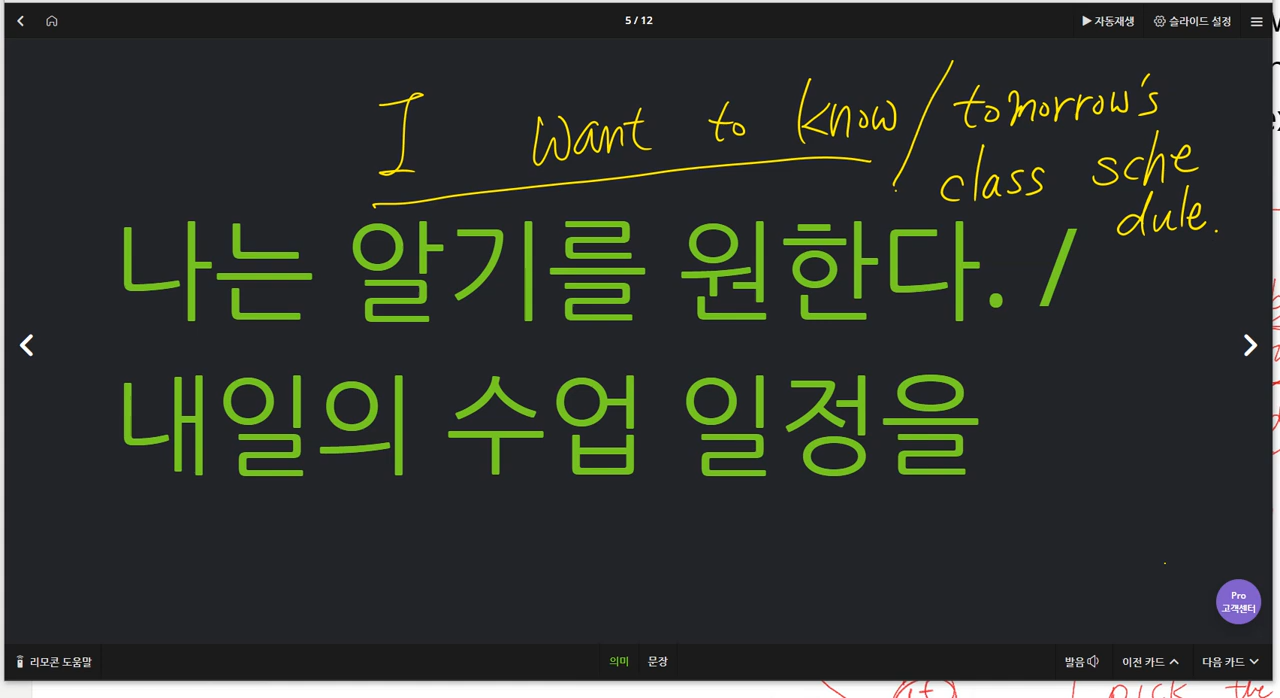 5 / 12
자동재생
슬라이드 설정
I want to know / tomorrow's
class sche
dule.
나는 알기를 원한다. /
내일의 수업 일정을
Pro
고객센터
리모콘 도움말
의미
문장
발음
이전 카드
다음 카드
pick the